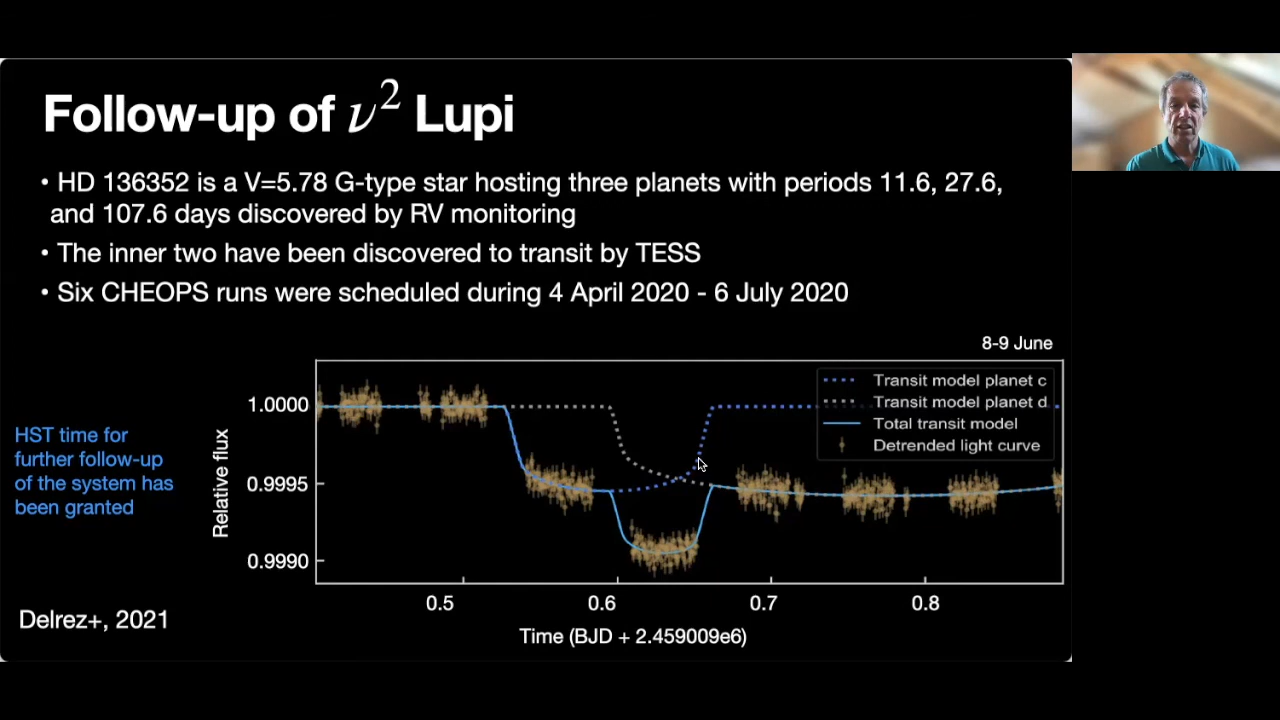 Follow-up of ν² Lupi
• HD 136352 is a V=5.78 G-type star hosting three planets with periods 11.6, 27.6,
and 107.6 days discovered by RV monitoring
• The inner two have been discovered to transit by TESS
• Six CHEOPS runs were scheduled during 4 April 2020 - 6 July 2020
8-9 June
Transit model planet c
Transit model planet d
Total transit model
Detrended light curve
1.0000
0.9995
0.9990
Relative flux
HST time for
further follow-up
of the system has
been granted
0.5 0.6 0.7 0.8
Time (BJD + 2.459009e6)
Delrez+, 2021